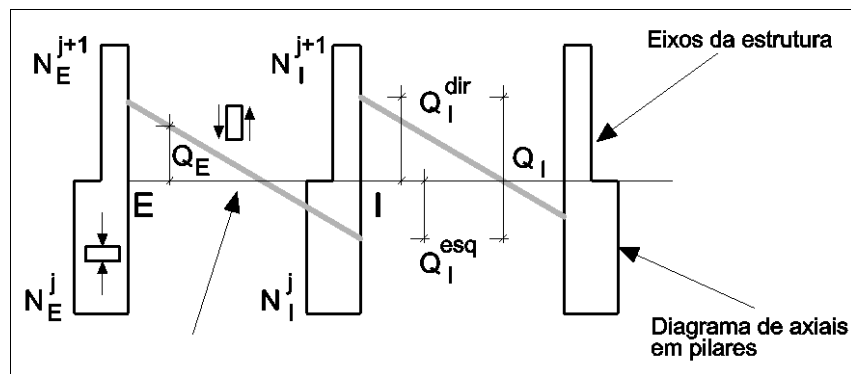 N_E^{j+1}
N_I^{j+1}
Eixos da estrutura
Q_I^{dir}
Q_E
Q_I
E
I
Q_I^{esq}
N_E^j
N_I^j
Diagrama de axiais
em pilares